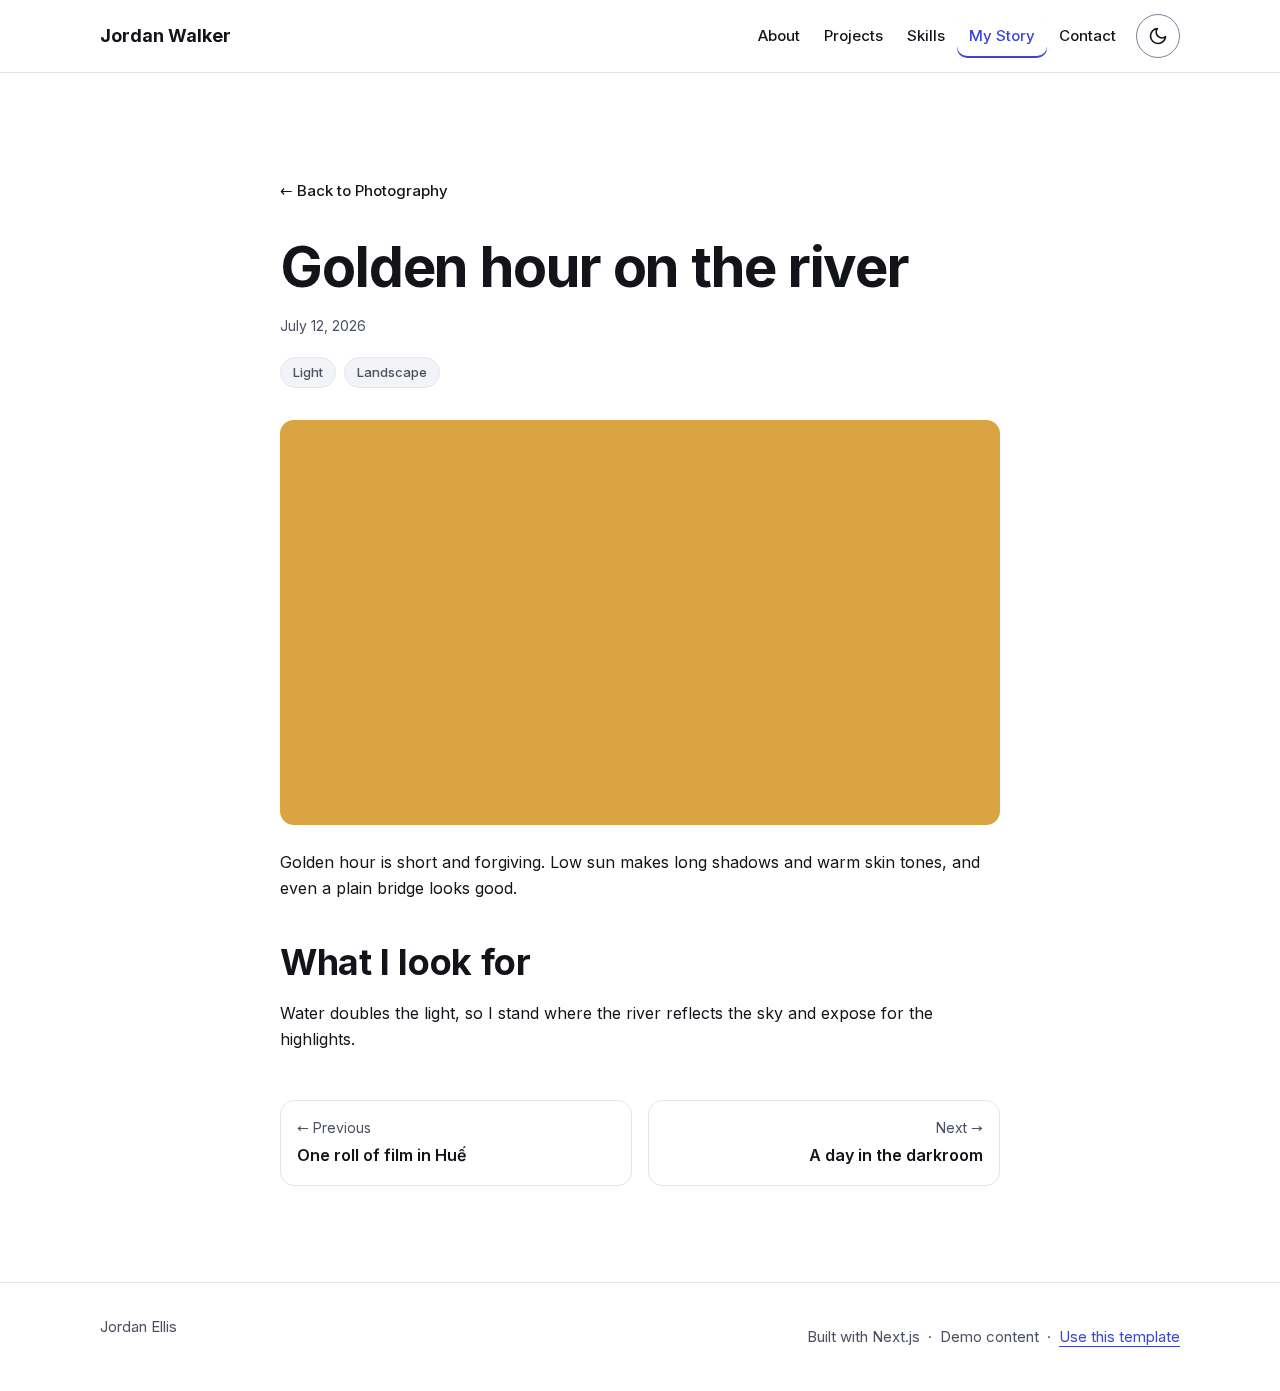 Jordan Walker
About Projects Skills My Story Contact
← Back to Photography
Golden hour on the river
July 12, 2026
Light Landscape
Golden hour is short and forgiving. Low sun makes long shadows and warm skin tones, and
even a plain bridge looks good.
What I look for
Water doubles the light, so I stand where the river reflects the sky and expose for the
highlights.
← Previous
One roll of film in Huế
Next →
A day in the darkroom
Jordan Ellis
Built with Next.js · Demo content · Use this template